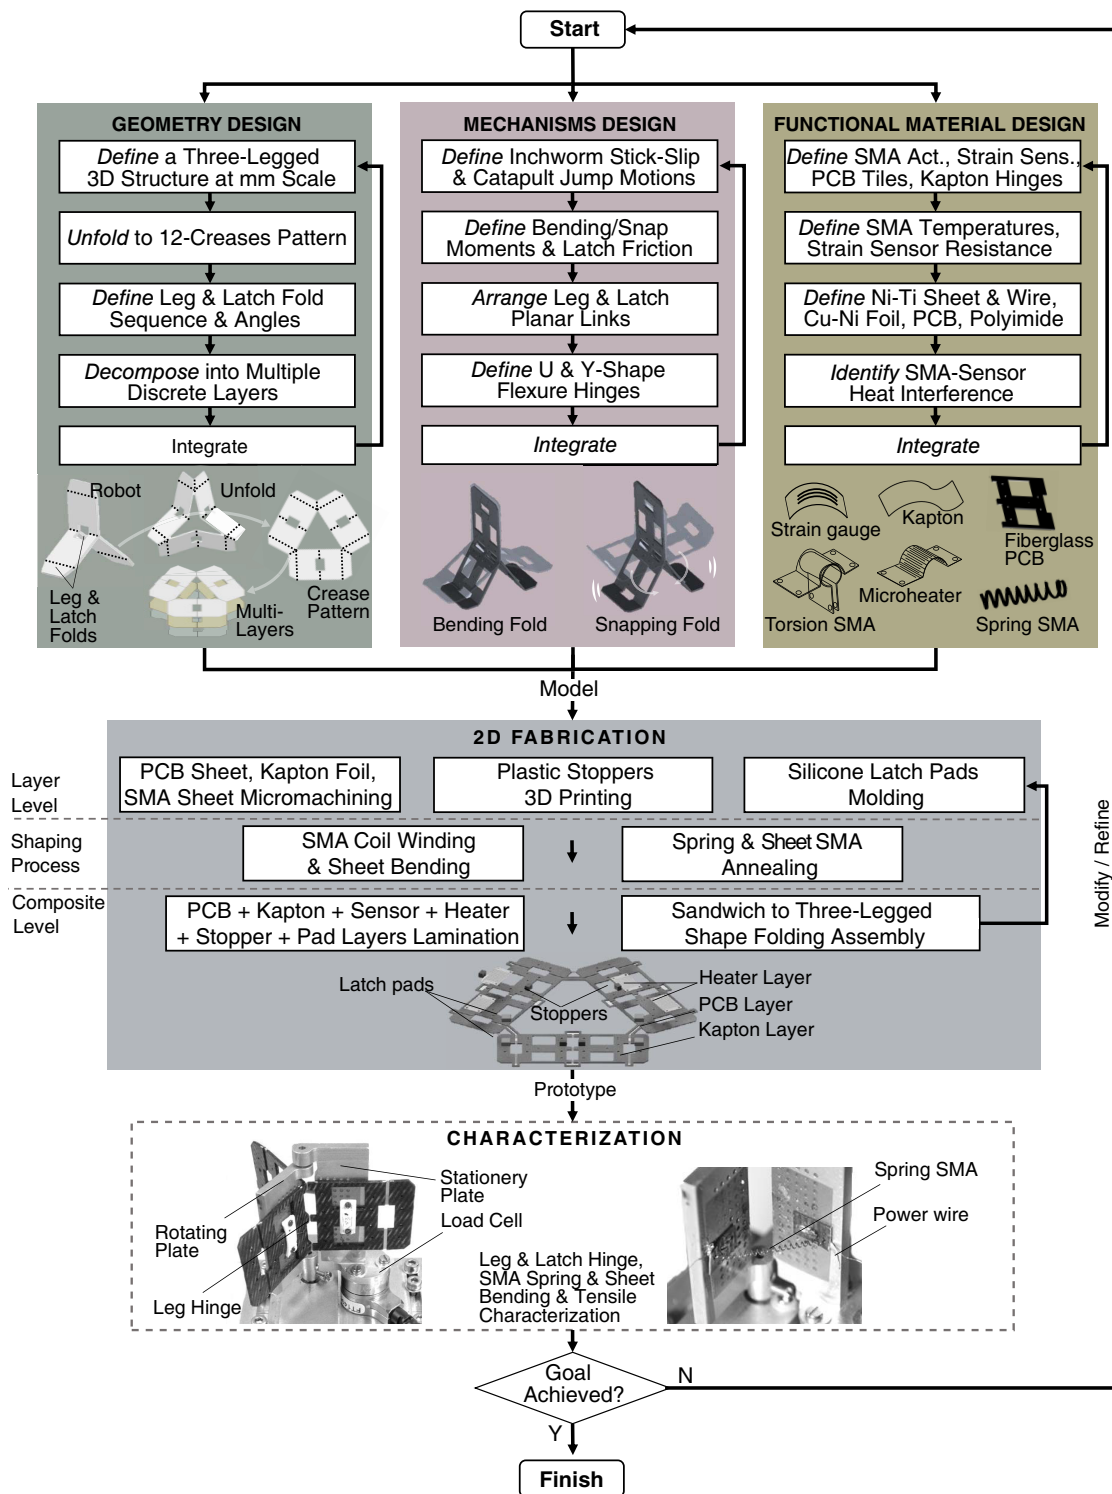 Start
GEOMETRY DESIGN
Define a Three-Legged
3D Structure at mm Scale
Unfold to 12-Creases Pattern
Define Leg & Latch Fold
Sequence & Angles
Decompose into Multiple
Discrete Layers
Integrate
Robot
Unfold
Leg &
Latch
Folds
Multi-
Layers
Crease
Pattern
MECHANISMS DESIGN
Define Inchworm Stick-Slip
& Catapult Jump Motions
Define Bending/Snap
Moments & Latch Friction
Arrange Leg & Latch
Planar Links
Define U & Y-Shape
Flexure Hinges
Integrate
Bending Fold
Snapping Fold
FUNCTIONAL MATERIAL DESIGN
Define SMA Act., Strain Sens.,
PCB Tiles, Kapton Hinges
Define SMA Temperatures,
Strain Sensor Resistance
Define Ni-Ti Sheet & Wire,
Cu-Ni Foil, PCB, Polyimide
Identify SMA-Sensor
Heat Interference
Integrate
Strain gauge
Kapton
Fiberglass
PCB
Torsion SMA
Microheater
Spring SMA
Model
2D FABRICATION
Layer
Level
PCB Sheet, Kapton Foil,
SMA Sheet Micromachining
Plastic Stoppers
3D Printing
Silicone Latch Pads
Molding
Shaping
Process
SMA Coil Winding
& Sheet Bending
Spring & Sheet SMA
Annealing
Composite
Level
PCB + Kapton + Sensor + Heater
+ Stopper + Pad Layers Lamination
Sandwich to Three-Legged
Shape Folding Assembly
Modify / Refine
Latch pads
Stoppers
Heater Layer
PCB Layer
Kapton Layer
Prototype
CHARACTERIZATION
Stationery
Plate
Load Cell
Rotating
Plate
Leg Hinge
Leg & Latch Hinge,
SMA Spring & Sheet
Bending & Tensile
Characterization
Spring SMA
Power wire
Goal
Achieved?
N
Y
Finish